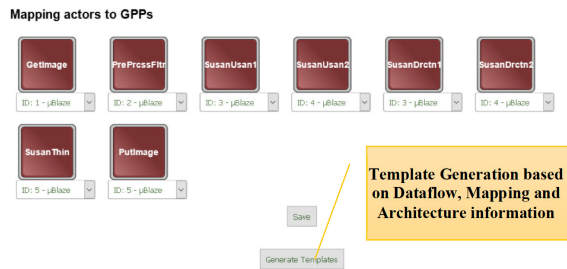 Mapping actors to GPPs
GetImage PrePrcssFltr SusanUsan1 SusanUsan2 SusanDrctn1 SusanDrctn2
ID: 1 - µBlaze ID: 2 - µBlaze ID: 3 - µBlaze ID: 4 - µBlaze ID: 3 - µBlaze ID: 4 - µBlaze
SusanThin PutImage
ID: 5 - µBlaze ID: 5 - µBlaze
Template Generation based
on Dataflow, Mapping and
Architecture information
Save
Generate Templates